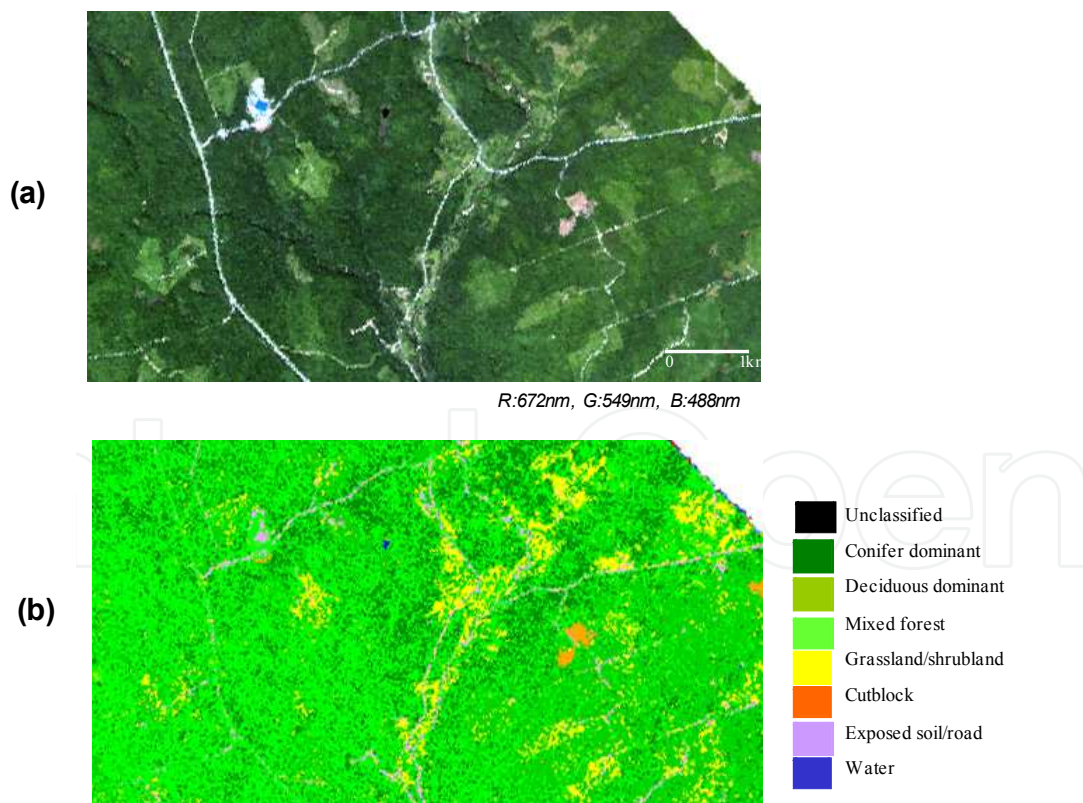 (a)
0 1km
R:672nm, G:549nm, B:488nm
(b)
Unclassified
Conifer dominant
Deciduous dominant
Mixed forest
Grassland/shrubland
Cutblock
Exposed soil/road
Water